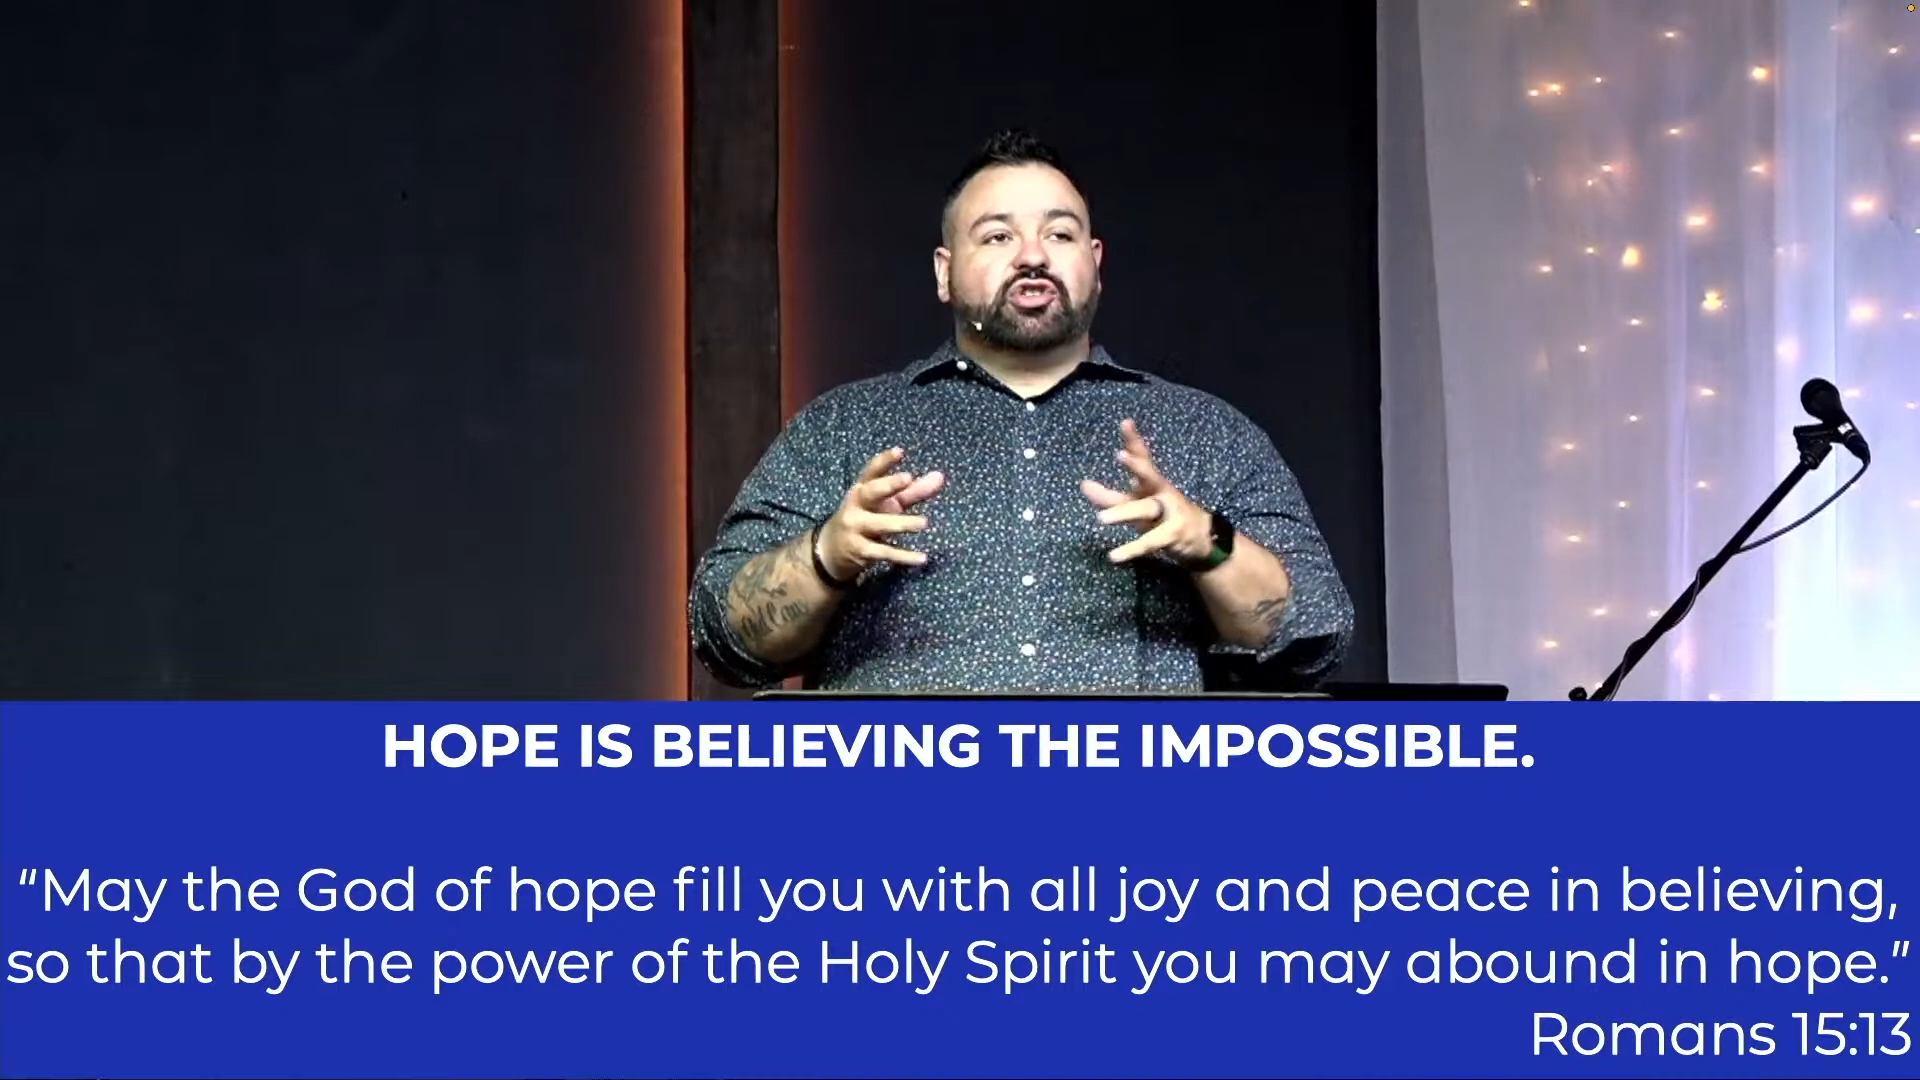 HOPE IS BELIEVING THE IMPOSSIBLE.
“May the God of hope fill you with all joy and peace in believing,
so that by the power of the Holy Spirit you may abound in hope.”
Romans 15:13